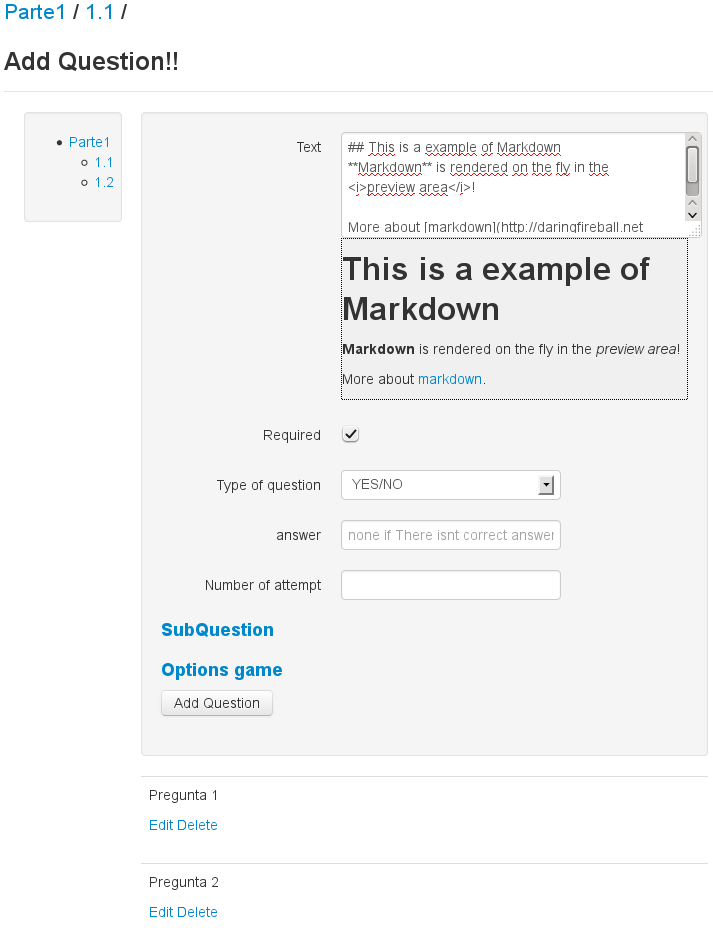 Parte1 / 1.1 /
Add Question!!
Parte1
1.1
1.2
Text
## This is a example of Markdown
**Markdown** is rendered on the fly in the
<i>preview area</i>!
More about [markdown](http://daringfireball.net
This is a example of
Markdown
Markdown is rendered on the fly in the preview area!
More about markdown.
Required
Type of question
YES/NO
answer
none if There isnt correct answer
Number of attempt
SubQuestion
Options game
Add Question
Pregunta 1
Edit Delete
Pregunta 2
Edit Delete